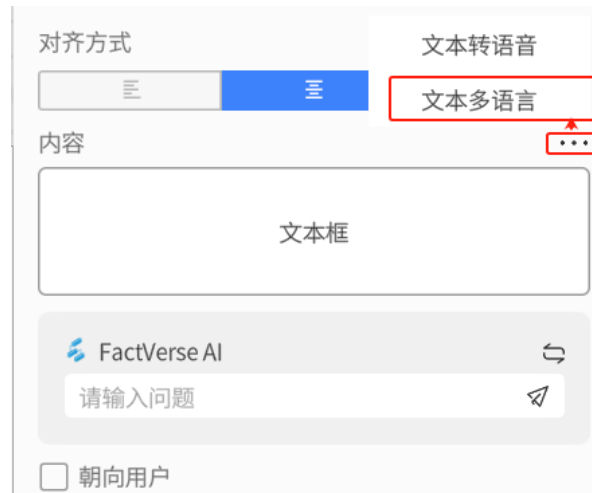 对齐方式
文本转语音
文本多语言
内容
文本框
FactVerse AI
请输入问题
朝向用户